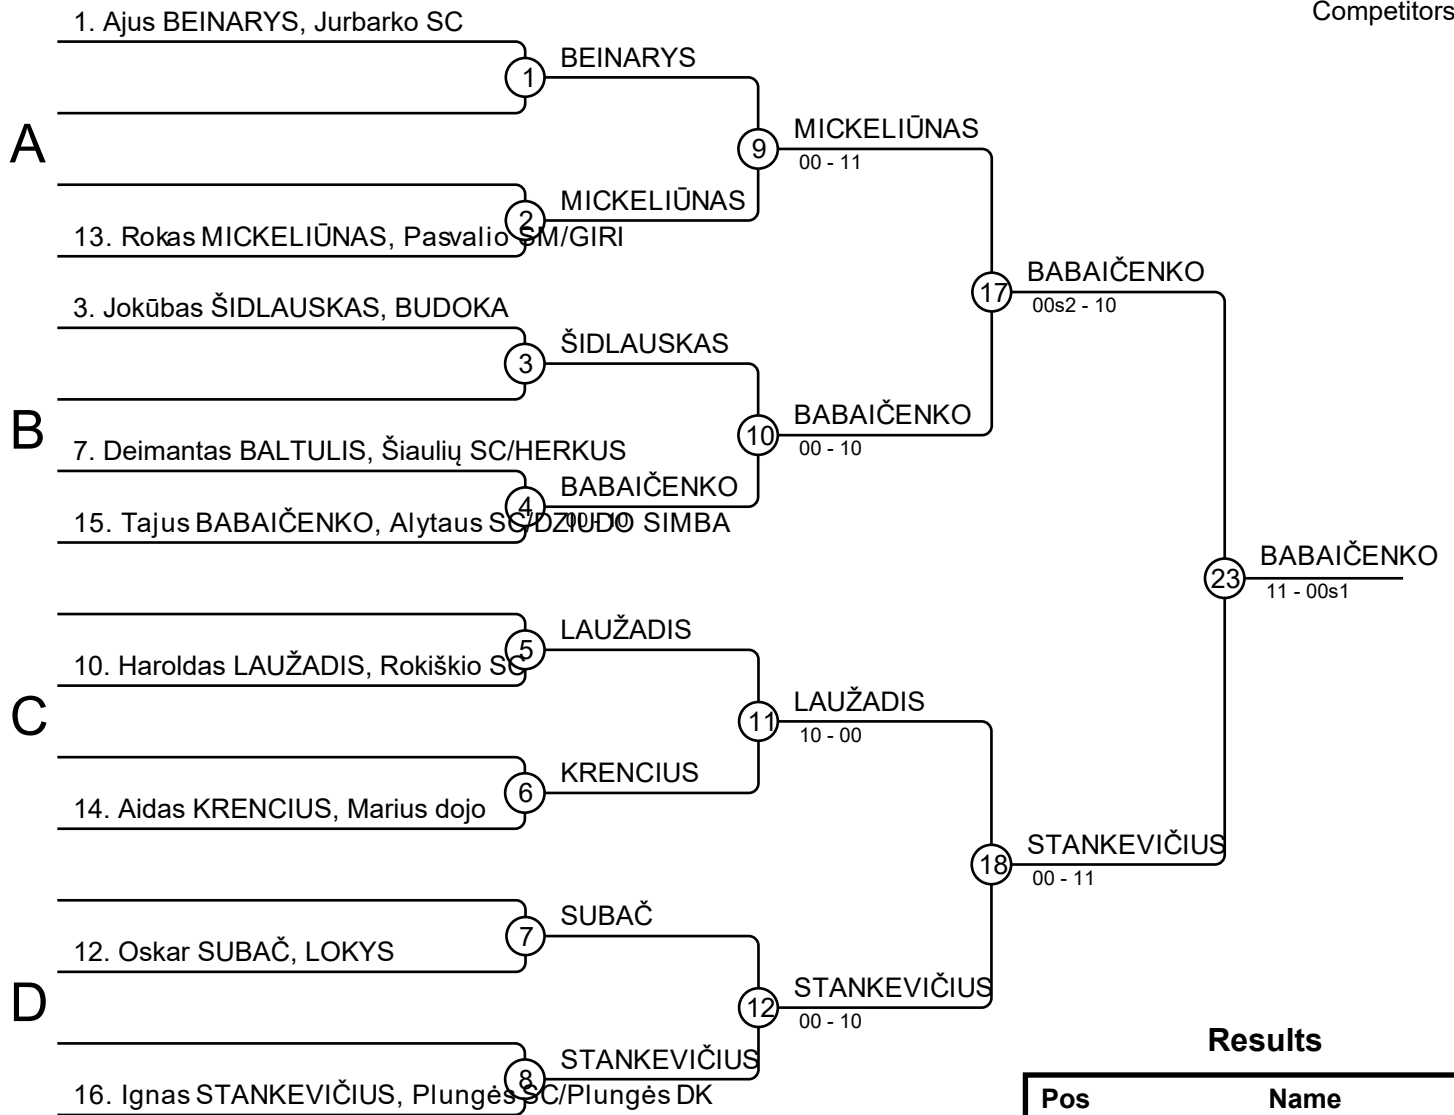 Competitors
1. Ajus BEINARYS, Jurbarko SC
1
BEINARYS
A
9
MICKELIŪNAS
00 - 11
2
MICKELIŪNAS
13. Rokas MICKELIŪNAS, Pasvalio SM/GIRI
17
BABAIČENKO
00s2 - 10
3. Jokūbas ŠIDLAUSKAS, BUDOKA
3
ŠIDLAUSKAS
B
10
BABAIČENKO
00 - 10
7. Deimantas BALTULIS, Šiaulių SC/HERKUS
4
BABAIČENKO
00 - 10
15. Tajus BABAIČENKO, Alytaus SC/DZIUDO SIMBA
23
BABAIČENKO
11 - 00s1
5
LAUŽADIS
10. Haroldas LAUŽADIS, Rokiškio SC
C
11
LAUŽADIS
10 - 00
6
KRENCIUS
14. Aidas KRENCIUS, Marius dojo
18
STANKEVIČIUS
00 - 11
7
SUBAČ
12. Oskar SUBAČ, LOKYS
D
12
STANKEVIČIUS
00 - 10
8
STANKEVIČIUS
16. Ignas STANKEVIČIUS, Plungės SC/Plungės DK
Results
Pos Name